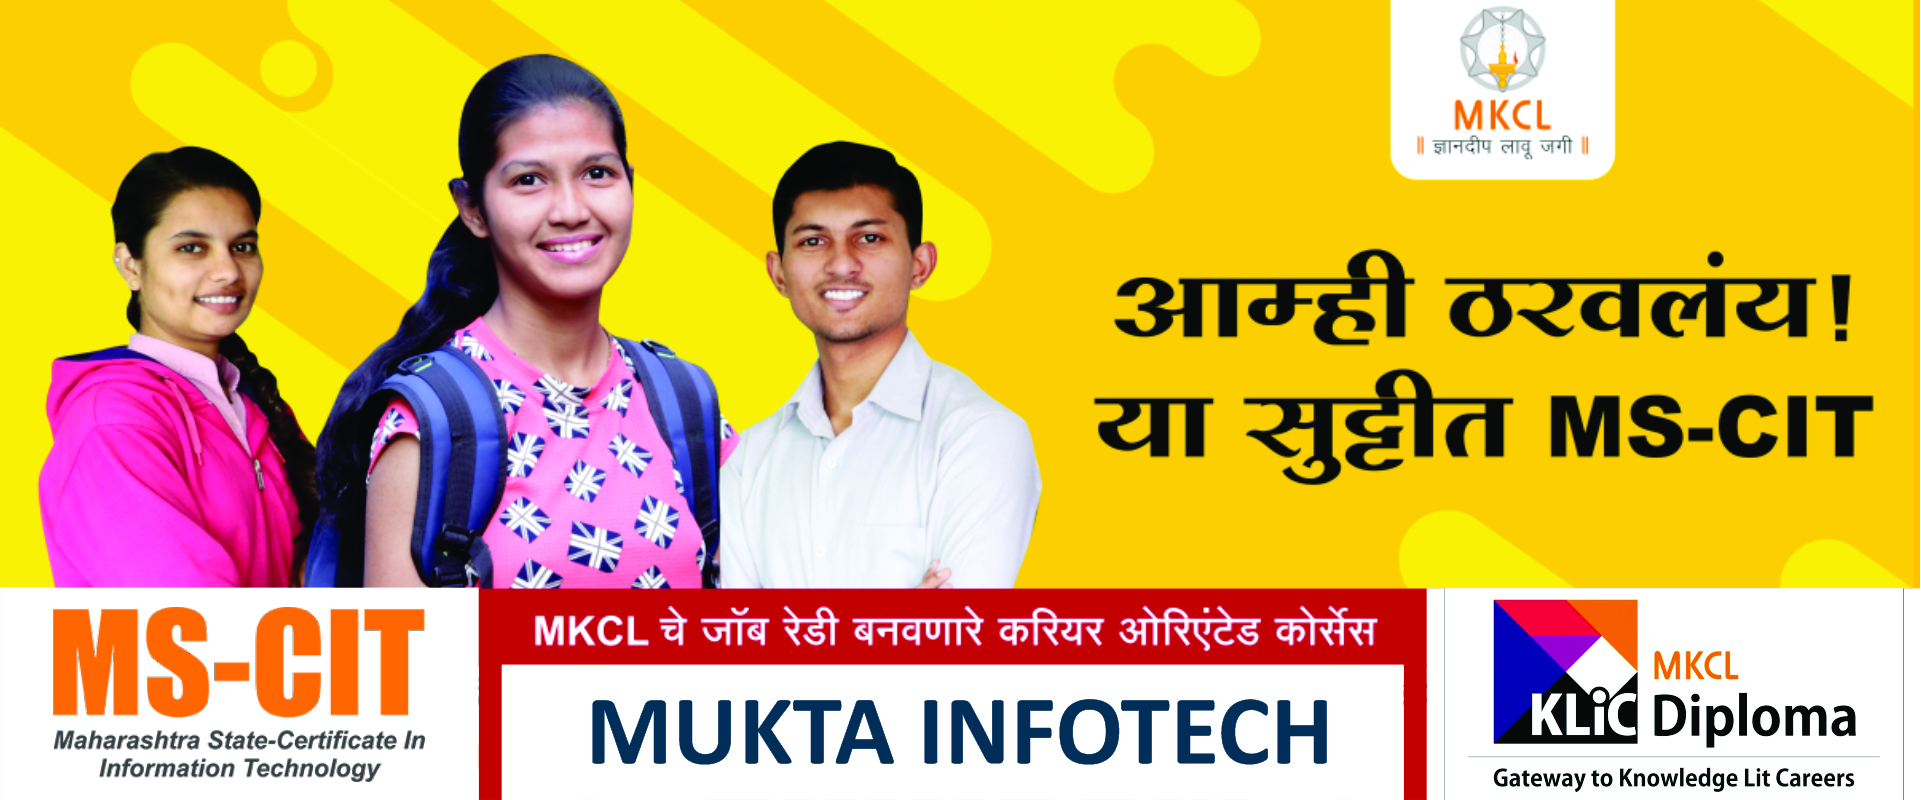 MKCL
॥ ज्ञानदीप लावू जगी ॥
आम्ही ठरवलंय!
या सुट्टीत MS-CIT
MS-CIT
Maharashtra State-Certificate In
Information Technology
MKCL चे जॉब रेडी बनवणारे करियर ओरिएंटेड कोर्सेस
MUKTA INFOTECH
MKCL
KLiC Diploma
Gateway to Knowledge Lit Careers